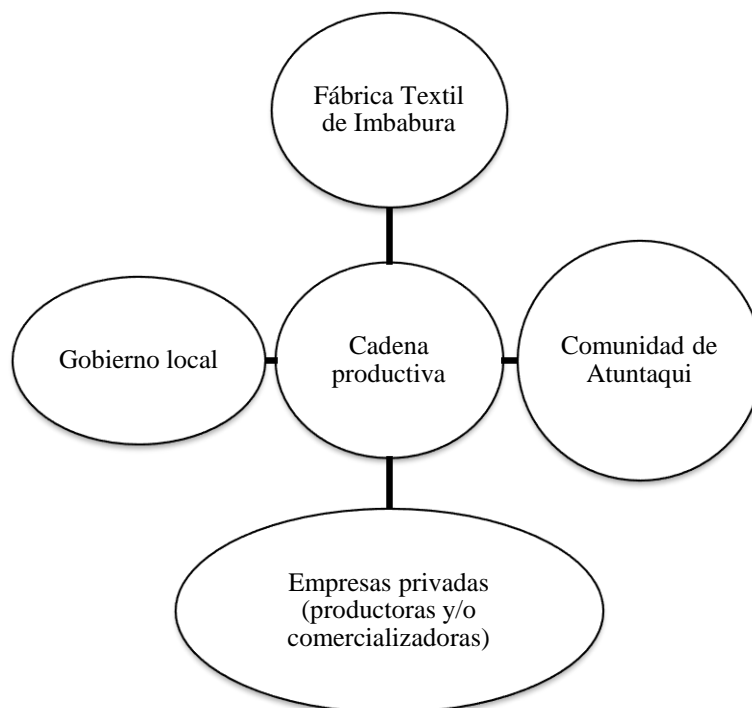 Fábrica Textil
de Imbabura
Gobierno local
Cadena
productiva
Comunidad de
Atuntaqui
Empresas privadas
(productoras y/o
comercializadoras)